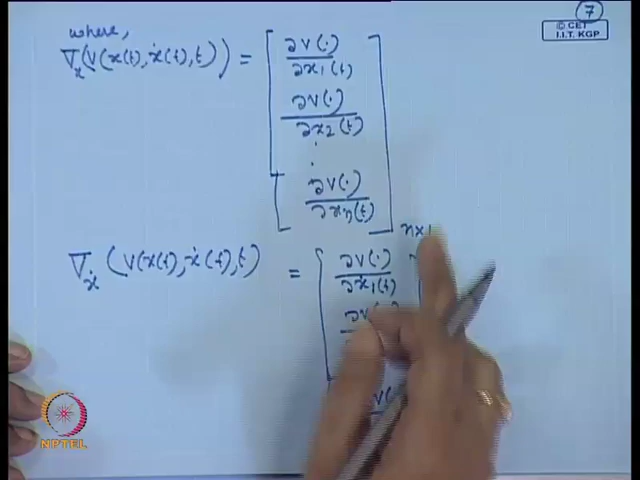 7
© CET
I.I.T. KGP
where,
∇ₓ(V(x(t), ẋ(t), t)) = [ ∂V(·)/∂x₁(t)
∂V(·)/∂x₂(t)
⋮
∂V(·)/∂xₙ(t) ] n×1
∇ẋ (V(x(t), ẋ(t), t) = [ ∂V(·)/∂ẋ₁(t)
NPTEL